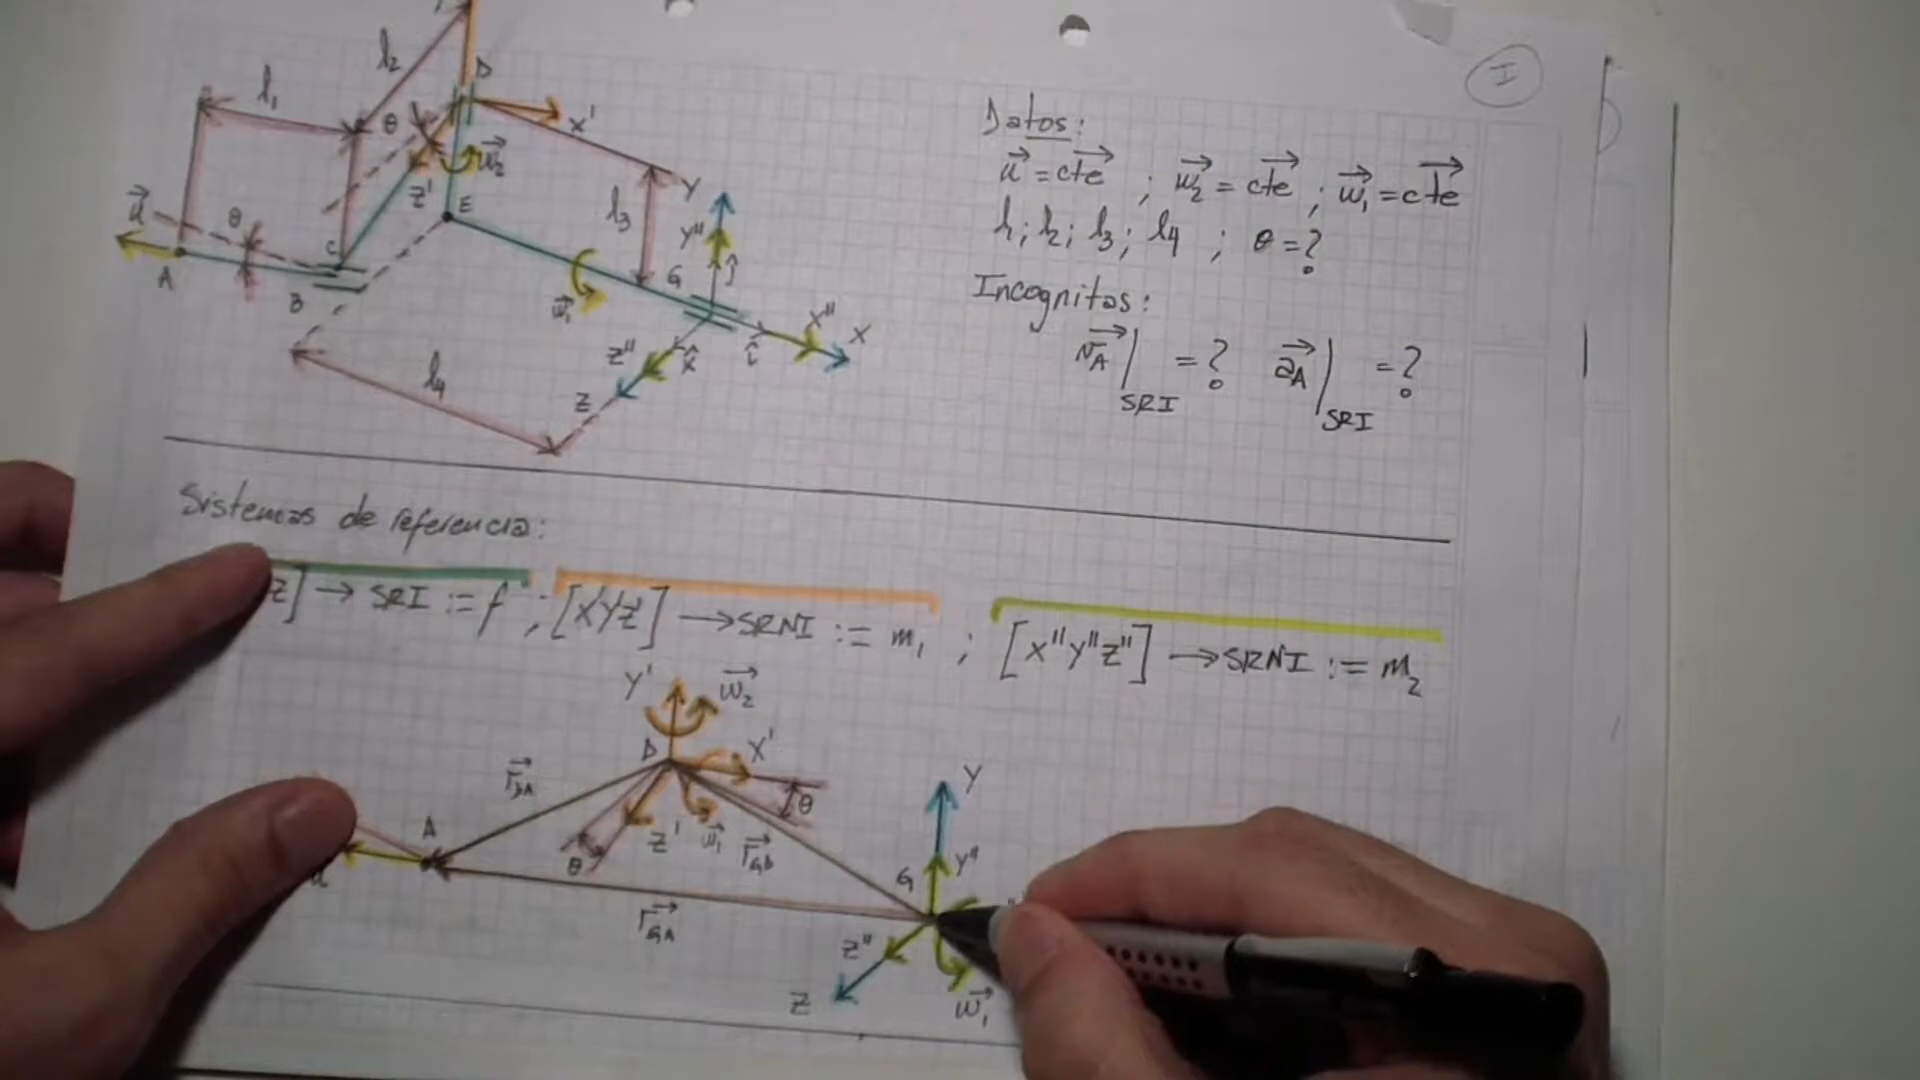 I
Datos:
u = cte ; w2 = cte ; w1 = cte
l1; l2; l3; l4 ; θ = ?
Incognitas:
vA | SRI = ? aA | SRI = ?
l1
l2
D
θ
x'
w2
z'
Y
E
l3
Y''
ĵ
u
θ
C
A
B
w1
G
x''
X
î
z''
k̂
l4
Z
Sistemas de referencia:
z] → SRI := f ; [x'y'z'] → SRNI := m1 ; [x''y''z''] → SRNI := m2
Y'
w2
D
x'
rDA
θ
Y
A
z'
w1
rGD
θ
Y''
G
u
rGA
z''
Z
w1